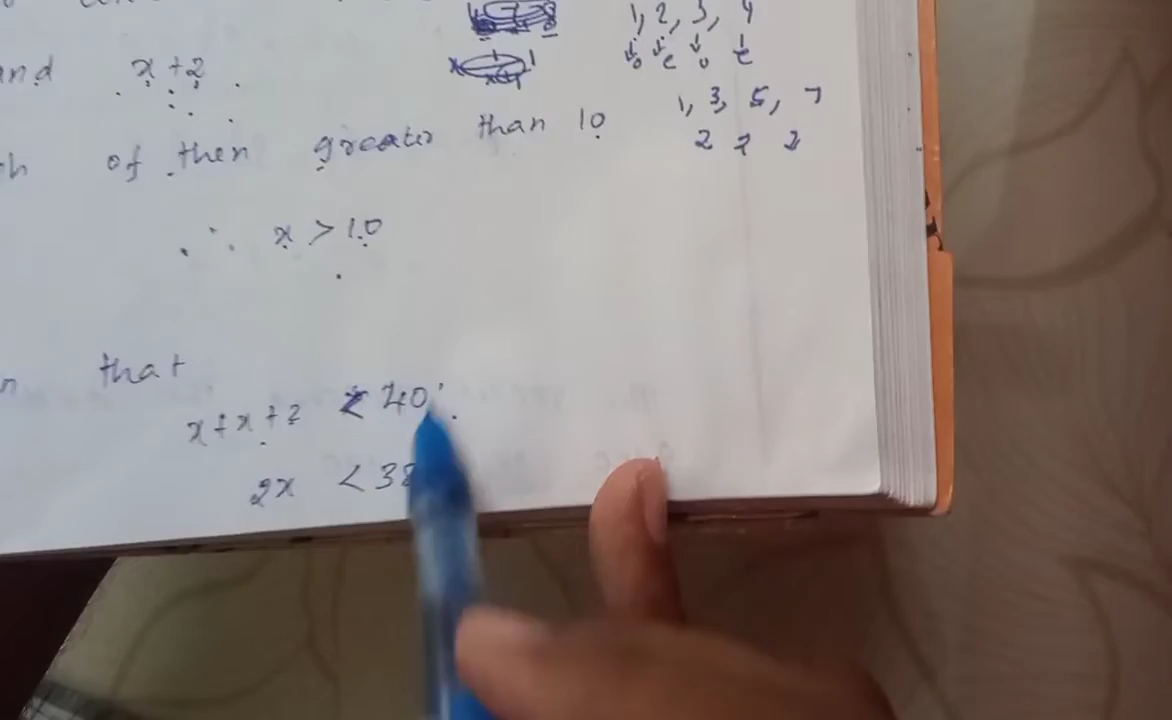 and x + 2
1, 2, 3, 4
of then greater than 10
1, 3, 5, 7
2 2 2
∴ x > 10
that
x + x + 2 < 40
2x < 38